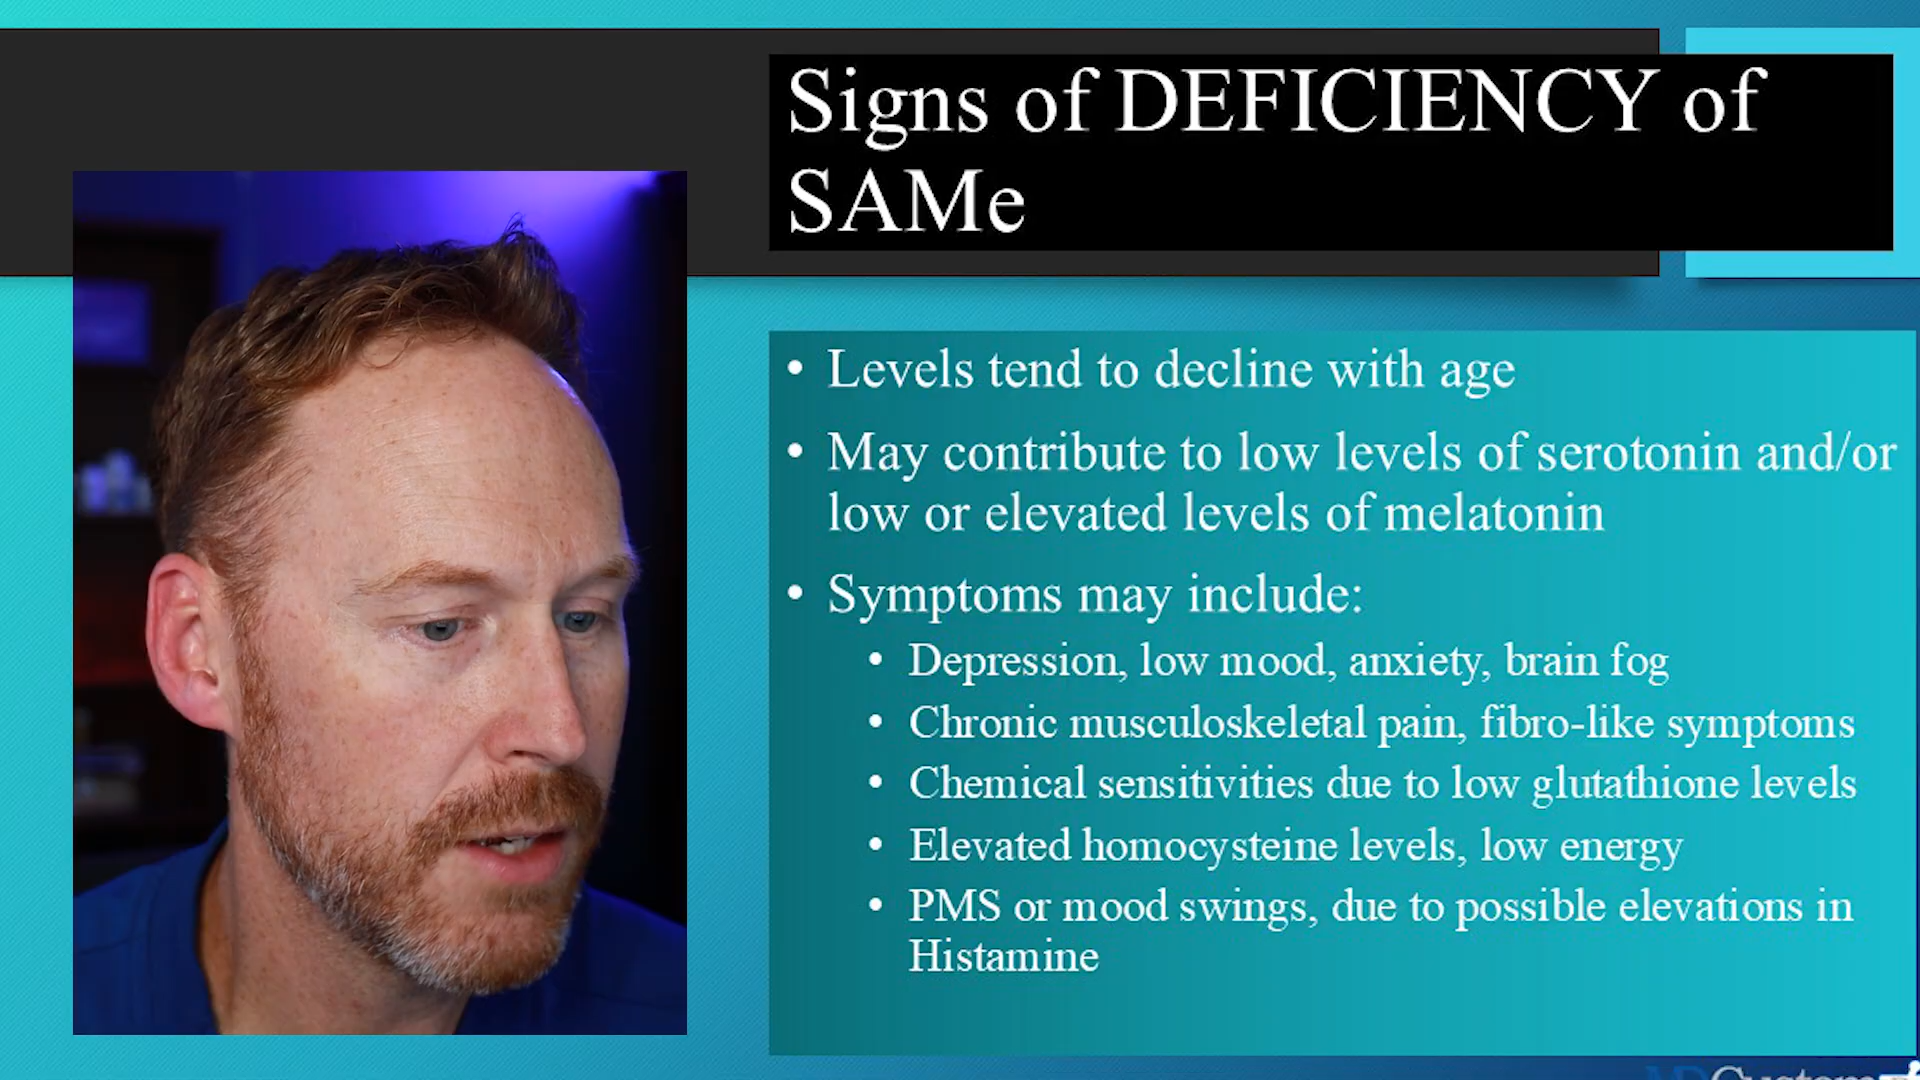 Signs of DEFICIENCY of
SAMe
• Levels tend to decline with age
• May contribute to low levels of serotonin and/or
low or elevated levels of melatonin
• Symptoms may include:
• Depression, low mood, anxiety, brain fog
• Chronic musculoskeletal pain, fibro-like symptoms
• Chemical sensitivities due to low glutathione levels
• Elevated homocysteine levels, low energy
• PMS or mood swings, due to possible elevations in
Histamine